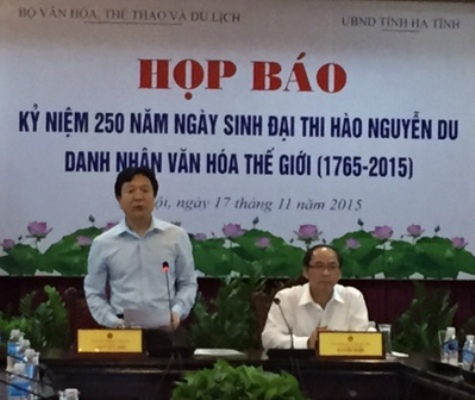 BỘ VĂN HÓA, THỂ THAO VÀ DU LỊCH
UBND TỈNH HÀ TĨNH
HỌP BÁO
KỶ NIỆM 250 NĂM NGÀY SINH ĐẠI THI HÀO NGUYỄN DU
DANH NHÂN VĂN HÓA THẾ GIỚI (1765-2015)
ội, ngày 17 tháng 11 năm 2015